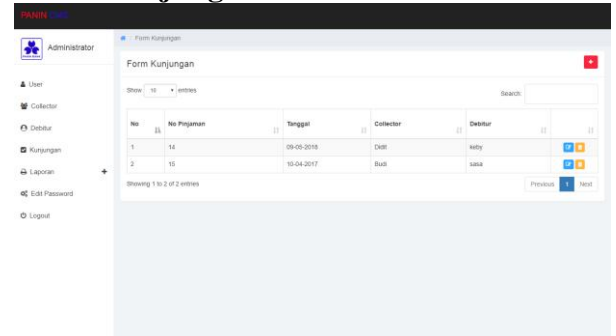 PANIN
Administrator
Form Kunjungan
Form Kunjungan
+
Show 10 entries
Search:
No No Pinjaman Tanggal Collector Debitur
1 14 09-05-2018 Didit keby
2 15 10-04-2017 Budi sasa
Showing 1 to 2 of 2 entries
Previous 1 Next
User
Collector
Debitur
Kunjungan
Laporan +
Edit Password
Logout